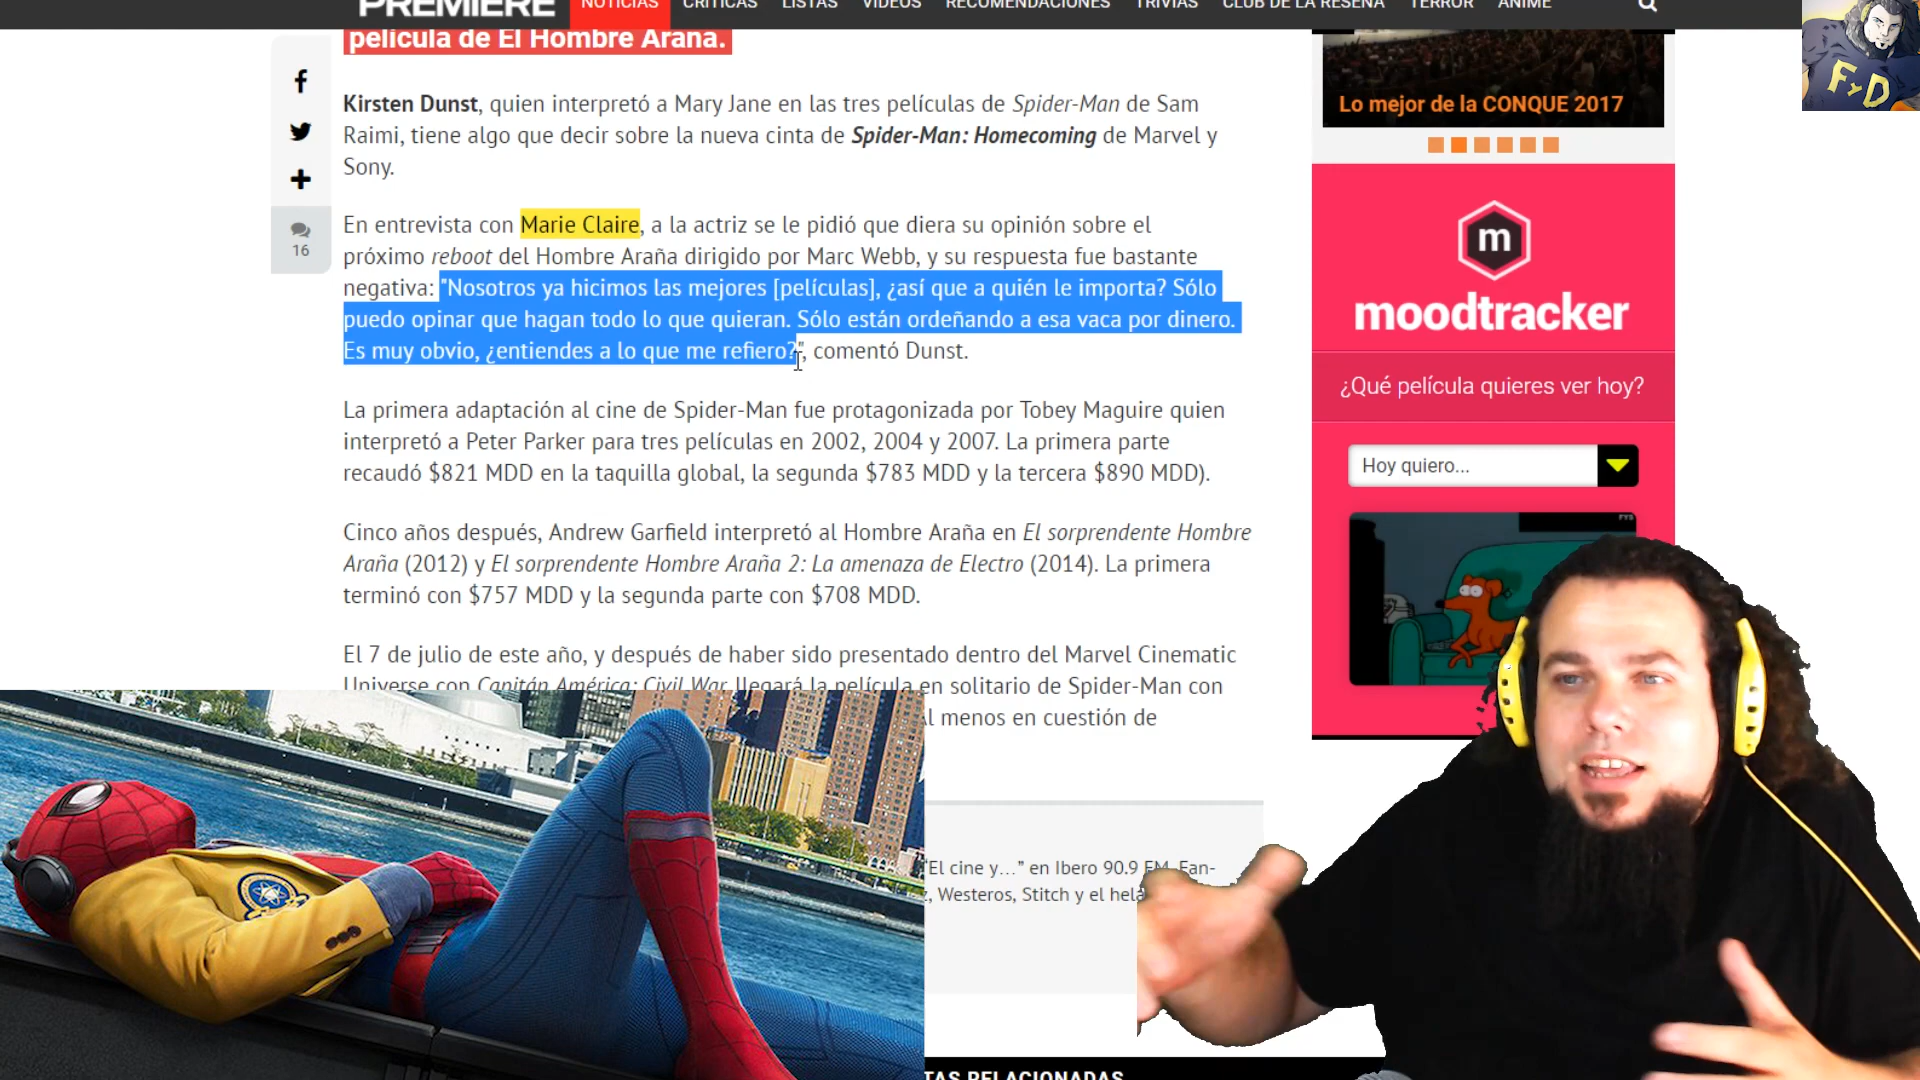 PREMIERE NOTICIAS CRÍTICAS LISTAS VIDEOS RECOMENDACIONES TRIVIAS CLUB DE LA RESEÑA TERROR ANIME
película de El Hombre Araña.
Kirsten Dunst, quien interpretó a Mary Jane en las tres películas de Spider-Man de Sam
Raimi, tiene algo que decir sobre la nueva cinta de Spider-Man: Homecoming de Marvel y
Sony.
En entrevista con Marie Claire, a la actriz se le pidió que diera su opinión sobre el
próximo reboot del Hombre Araña dirigido por Marc Webb, y su respuesta fue bastante
negativa: "Nosotros ya hicimos las mejores [películas], ¿así que a quién le importa? Sólo
puedo opinar que hagan todo lo que quieran. Sólo están ordeñando a esa vaca por dinero.
Es muy obvio, ¿entiendes a lo que me refiero?", comentó Dunst.
La primera adaptación al cine de Spider-Man fue protagonizada por Tobey Maguire quien
interpretó a Peter Parker para tres películas en 2002, 2004 y 2007. La primera parte
recaudó $821 MDD en la taquilla global, la segunda $783 MDD y la tercera $890 MDD).
Cinco años después, Andrew Garfield interpretó al Hombre Araña en El sorprendente Hombre
Araña (2012) y El sorprendente Hombre Araña 2: La amenaza de Electro (2014). La primera
terminó con $757 MDD y la segunda parte con $708 MDD.
El 7 de julio de este año, y después de haber sido presentado dentro del Marvel Cinematic
Universe con Capitán América: Civil War, llegará la película en solitario de Spider-Man con
Al menos en cuestión de
"El cine y…" en Ibero 90.9 FM. Fan-
Westeros, Stitch y el hela
TAS RELACIONADAS
16
Lo mejor de la CONQUE 2017
m
moodtracker
¿Qué película quieres ver hoy?
Hoy quiero...
FyD